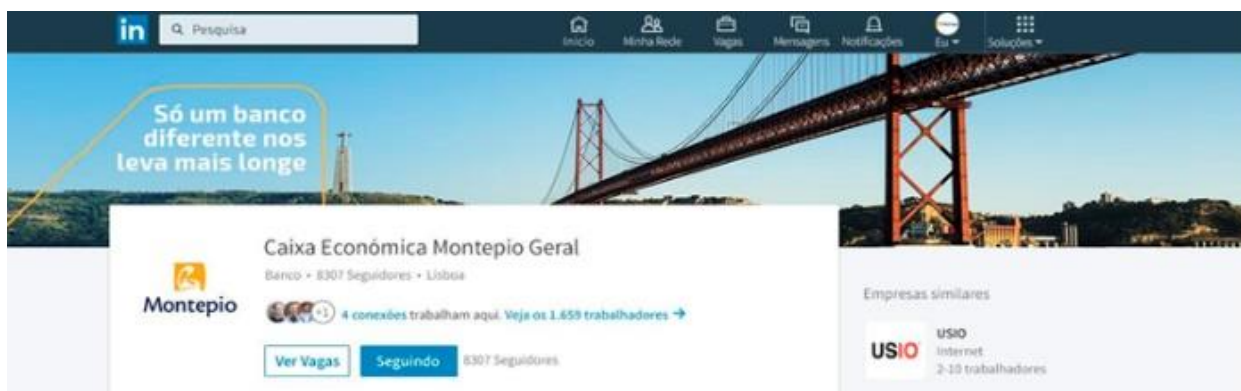 in
Pesquisa
Início
Minha Rede
Vagas
Mensagens
Notificações
Eu
Soluções
Só um banco
diferente nos
leva mais longe
Caixa Económica Montepio Geral
Banco • 8307 Seguidores • Lisboa
Montepio
+1 4 conexões trabalham aqui. Veja os 1.659 trabalhadores →
Ver Vagas
Seguindo
8307 Seguidores
Empresas similares
USIO
USIO
Internet
2-10 trabalhadores